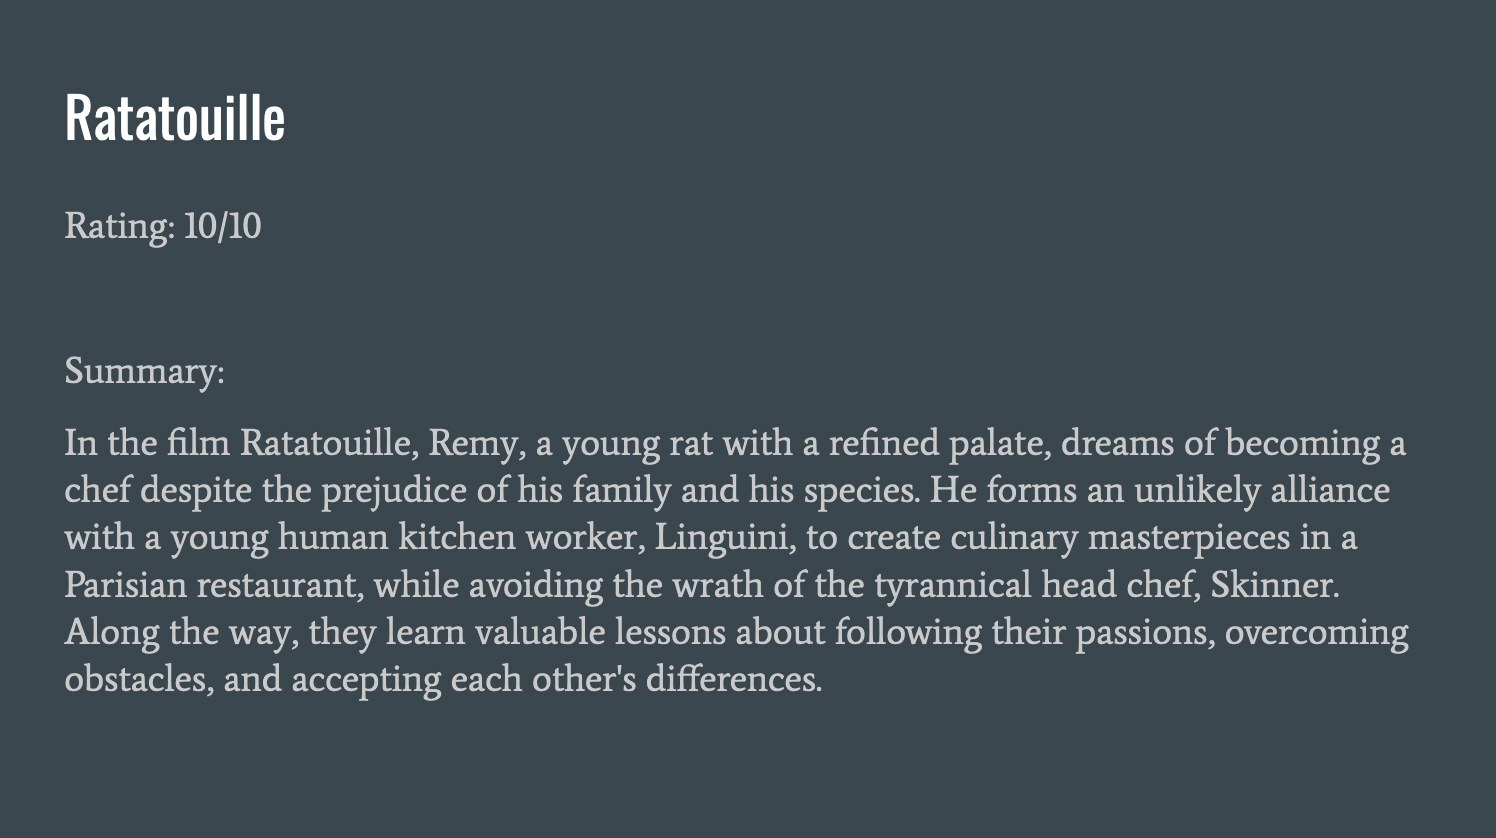 Ratatouille
Rating: 10/10
Summary:
In the film Ratatouille, Remy, a young rat with a refined palate, dreams of becoming a
chef despite the prejudice of his family and his species. He forms an unlikely alliance
with a young human kitchen worker, Linguini, to create culinary masterpieces in a
Parisian restaurant, while avoiding the wrath of the tyrannical head chef, Skinner.
Along the way, they learn valuable lessons about following their passions, overcoming
obstacles, and accepting each other's differences.